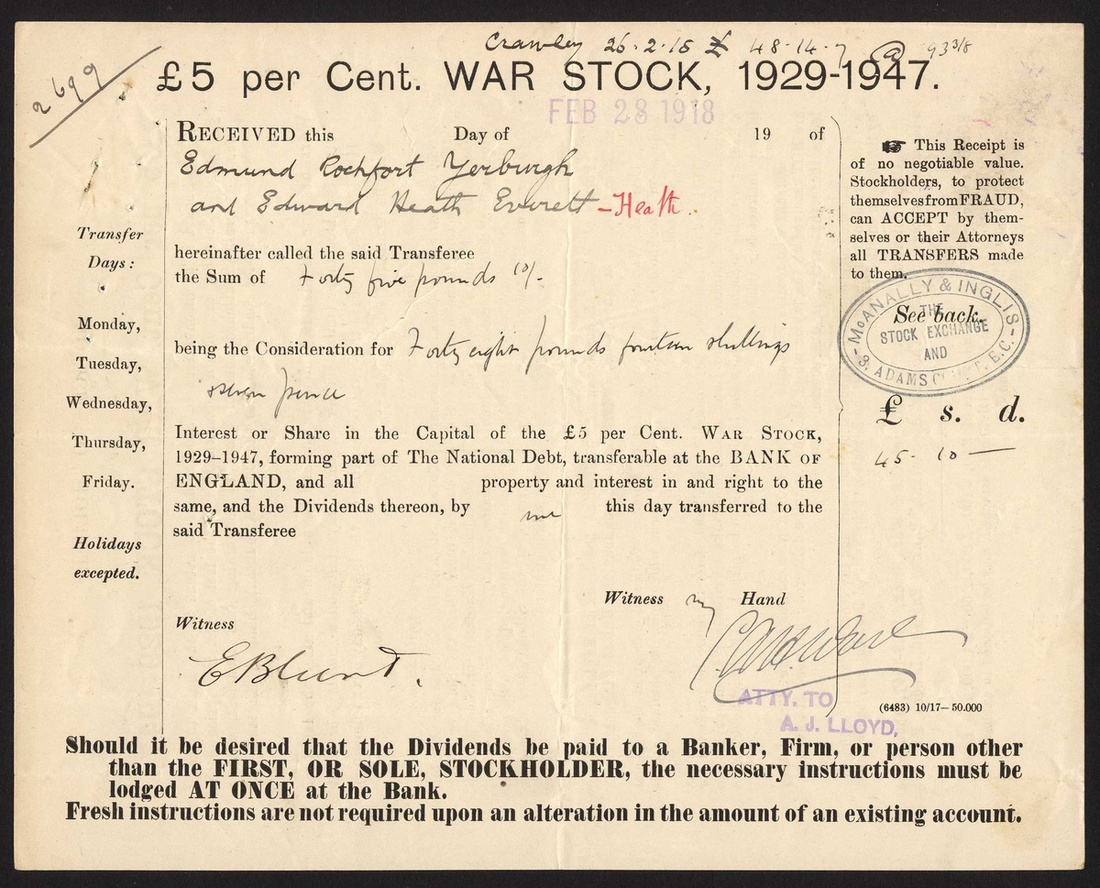 Crawley 26.2.18 £ 48-14-7 @ 93 3/8
2699
£5 per Cent. WAR STOCK, 1929-1947.
FEB 28 1918
RECEIVED this Day of 19 of
Edmund Rochfort Yerburgh
and Edward Heath Everett - Heath.
hereinafter called the said Transferee
the Sum of Forty five pounds 10/-
being the Consideration for Forty eight pounds fourteen shillings
seven pence
Interest or Share in the Capital of the £5 per Cent. WAR STOCK,
1929-1947, forming part of The National Debt, transferable at the BANK OF
ENGLAND, and all property and interest in and right to the
same, and the Dividends thereon, by me this day transferred to the
said Transferee
Witness my Hand
Witness
E Blunt.
ATTY. TO
A. J. LLOYD,
Transfer
Days:
Monday,
Tuesday,
Wednesday,
Thursday,
Friday.
Holidays
excepted.
☛ This Receipt is
of no negotiable value.
Stockholders, to protect
themselves from FRAUD,
can ACCEPT by them-
selves or their Attorneys
all TRANSFERS made
to them.
See back.
McANALLY & INGLIS
THE
STOCK EXCHANGE
AND
3. ADAMS COURT. E.C.
£ s. d.
45-10-
(6483) 10/17-50.000
Should it be desired that the Dividends be paid to a Banker, Firm, or person other
than the FIRST, OR SOLE, STOCKHOLDER, the necessary instructions must be
lodged AT ONCE at the Bank.
Fresh instructions are not required upon an alteration in the amount of an existing account.